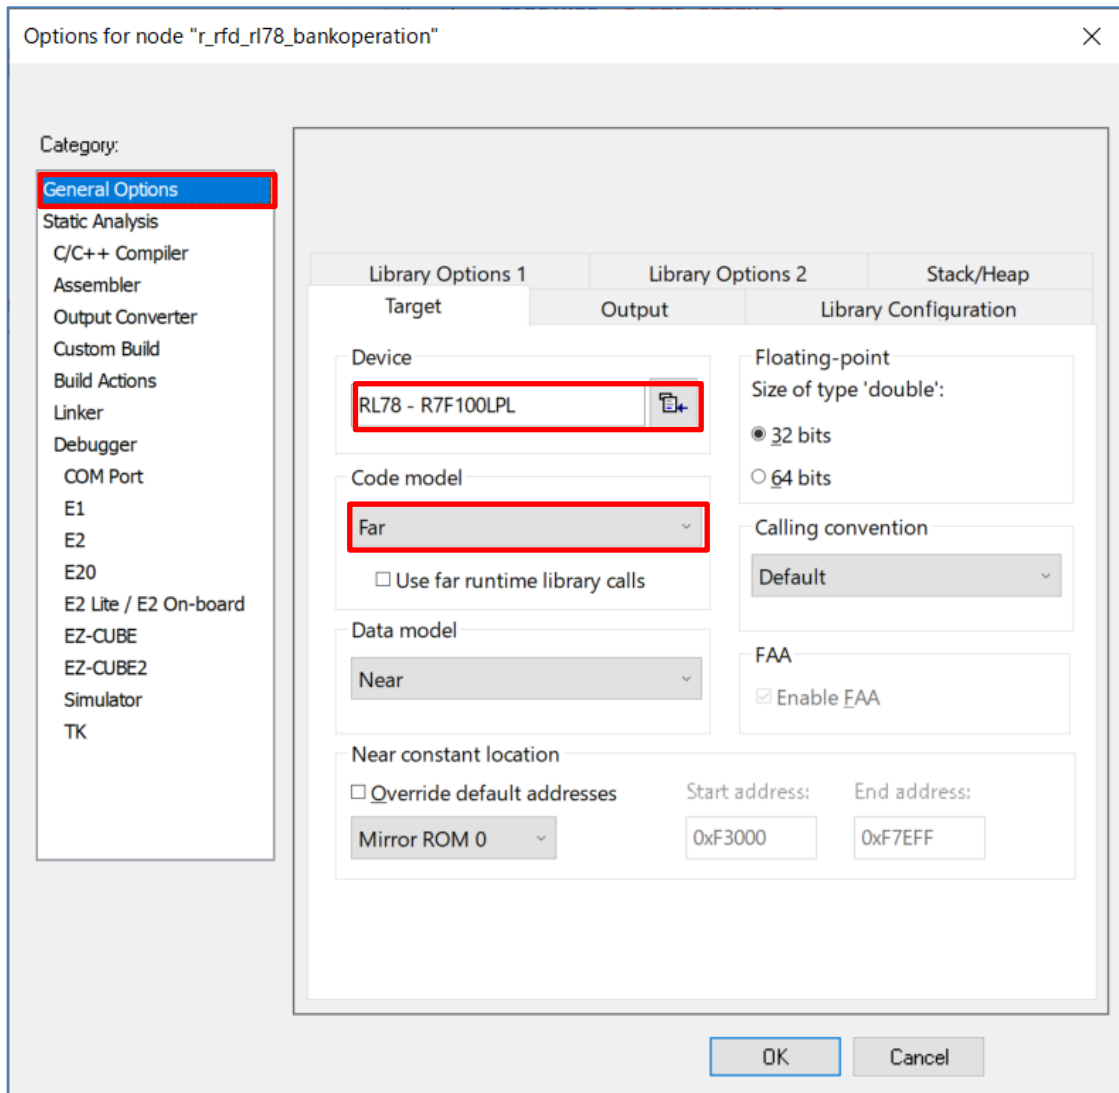 Options for node "r_rfd_rl78_bankoperation"
Category:
General Options
Static Analysis
C/C++ Compiler
Assembler
Output Converter
Custom Build
Build Actions
Linker
Debugger
COM Port
E1
E2
E20
E2 Lite / E2 On-board
EZ-CUBE
EZ-CUBE2
Simulator
TK
Library Options 1 Library Options 2 Stack/Heap
Target Output Library Configuration
Device
RL78 - R7F100LPL
Code model
Far
Use far runtime library calls
Data model
Near
Floating-point
Size of type 'double':
32 bits
64 bits
Calling convention
Default
FAA
Enable FAA
Near constant location
Override default addresses Start address: End address:
Mirror ROM 0 0xF3000 0xF7EFF
OK Cancel